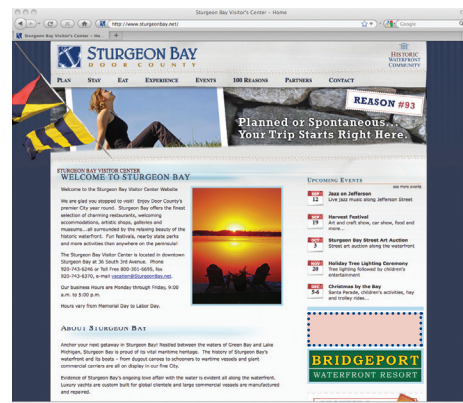 Sturgeon Bay Visitor's Center – Home
http://www.sturgeonbay.net/
Google
Sturgeon Bay Visitor's Center – Ho...
STURGEON BAY
DOOR COUNTY
HISTORIC
WATERFRONT
COMMUNITY
PLAN STAY EAT EXPERIENCE EVENTS 100 REASONS PARTNERS CONTACT
REASON #93
Planned or Spontaneous...
Your Trip Starts Right Here.
STURGEON BAY VISITOR CENTER
WELCOME TO STURGEON BAY
Welcome to the Sturgeon Bay Visitor Center Website
We are glad you stopped to visit! Enjoy Door County's
premier City year round. Sturgeon Bay offers the finest
selection of charming restaurants, welcoming
accommodations, artistic shops, galleries and
museums...all surrounded by the relaxing beauty of the
historic waterfront. Fun festivals, nearby state parks
and more activities than anywhere on the peninsula!
The Sturgeon Bay Visitor Center is located in downtown
Sturgeon Bay at 36 South 3rd Avenue. Phone
920-743-6246 or Toll Free 800-301-6695, fax
920-743-6370, e-mail vacation@SturgeonBay.net.
Our business Hours are Monday through Friday, 9:00
a.m. to 5:00 p.m.
Hours vary from Memorial Day to Labor Day.
ABOUT STURGEON BAY
Anchor your next getaway in Sturgeon Bay! Nestled between the waters of Green Bay and Lake
Michigan, Sturgeon Bay is proud of its vital maritime heritage. The history of Sturgeon Bay's
waterfront and its boats - from dugout canoes to schooners to wartime vessels and giant
commercial carriers are all on display in our fine City.
Evidence of Sturgeon Bay's ongoing love affair with the water is evident all along the waterfront.
Luxury yachts are custom built for global clientele and large commercial vessels are manufactured
and repaired.
UPCOMING EVENTS
see more events
SEP
12
Jazz on Jefferson
Live jazz music along Jefferson Street
SEP
19
Harvest Festival
Art and craft show, car show, food and
more...
OCT
3
Sturgeon Bay Street Art Auction
Street art auction along the waterfront
NOV
20
Holiday Tree Lighting Ceremony
Tree lighting followed by children's
entertainment
DEC
5-6
Christmas by the Bay
Santa Parade, children's activities, hay
and trolley rides...
BRIDGEPORT
WATERFRONT RESORT